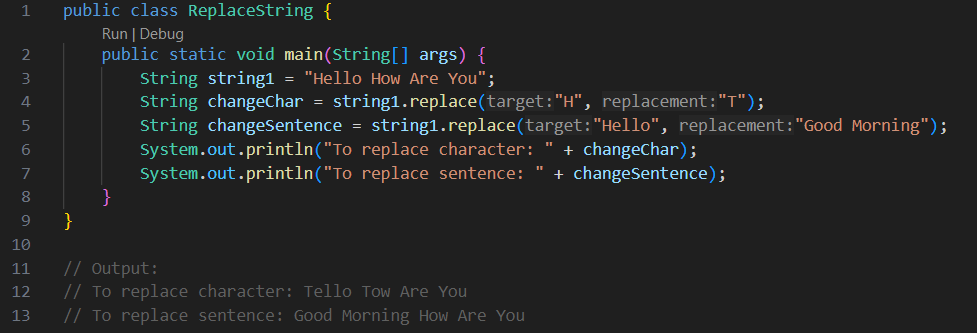 1 public class ReplaceString {
Run | Debug
2 public static void main(String[] args) {
3 String string1 = "Hello How Are You";
4 String changeChar = string1.replace(target:"H", replacement:"T");
5 String changeSentence = string1.replace(target:"Hello", replacement:"Good Morning");
6 System.out.println("To replace character: " + changeChar);
7 System.out.println("To replace sentence: " + changeSentence);
8 }
9 }
10
11 // Output:
12 // To replace character: Tello Tow Are You
13 // To replace sentence: Good Morning How Are You